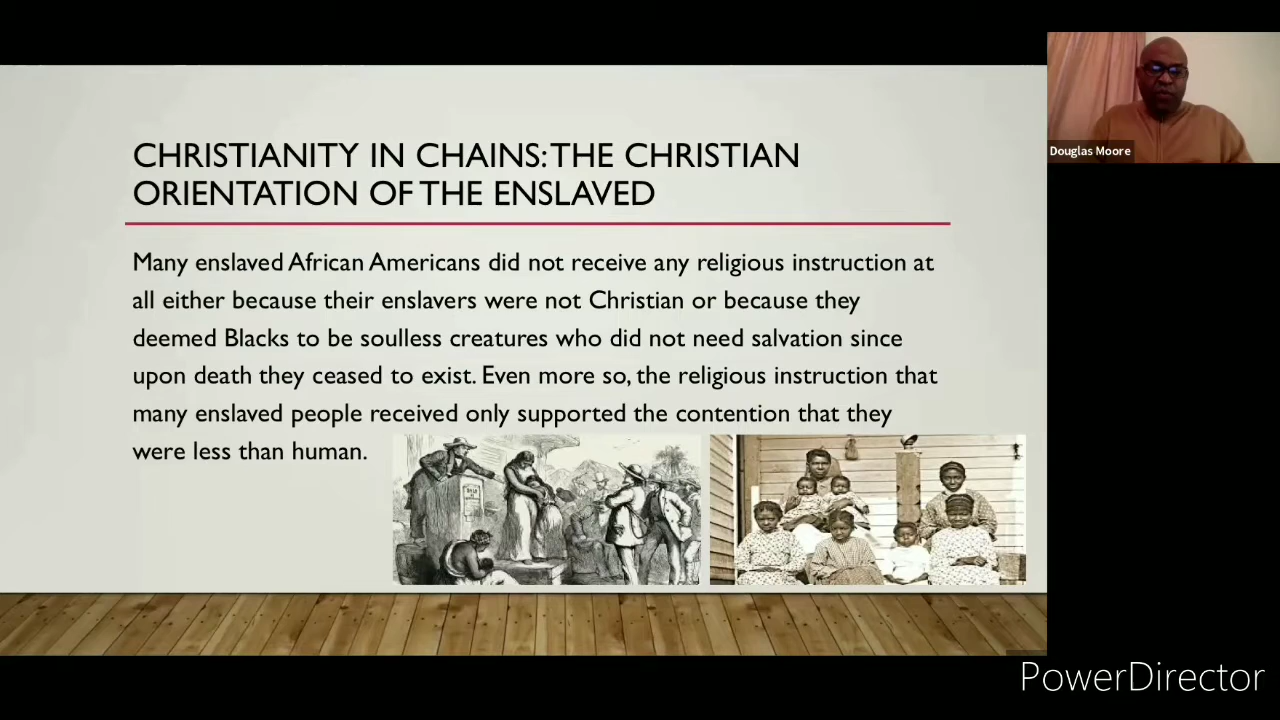 CHRISTIANITY IN CHAINS: THE CHRISTIAN
ORIENTATION OF THE ENSLAVED
Many enslaved African Americans did not receive any religious instruction at
all either because their enslavers were not Christian or because they
deemed Blacks to be soulless creatures who did not need salvation since
upon death they ceased to exist. Even more so, the religious instruction that
many enslaved people received only supported the contention that they
were less than human.
Douglas Moore
PowerDirector